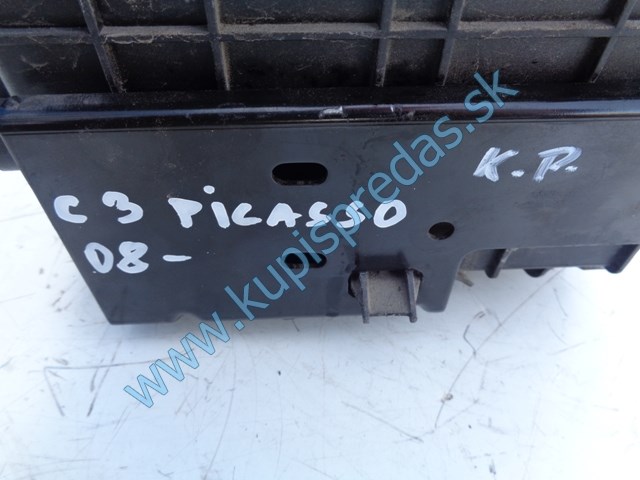 C3 PICASSO
08-
K.P.
www.kupispredas.sk